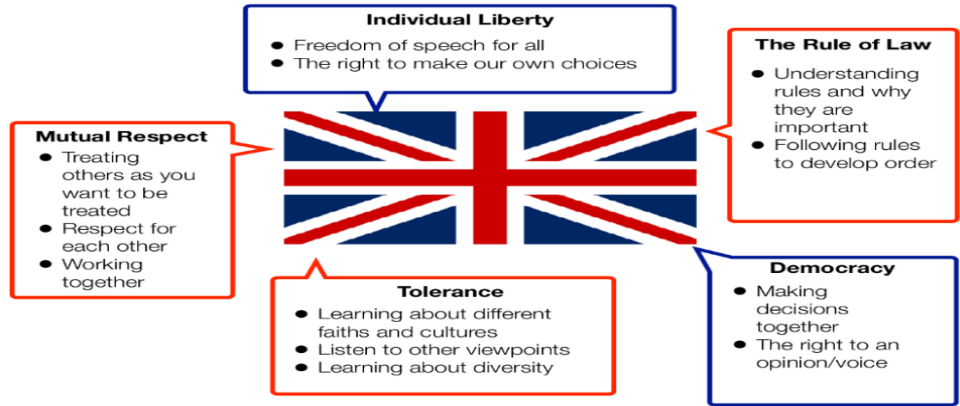 Individual Liberty
● Freedom of speech for all
● The right to make our own choices
The Rule of Law
● Understanding
rules and why
they are
important
● Following rules
to develop order
Mutual Respect
● Treating
others as you
want to be
treated
● Respect for
each other
● Working
together
Tolerance
● Learning about different
faiths and cultures
● Listen to other viewpoints
● Learning about diversity
Democracy
● Making
decisions
together
● The right to an
opinion/voice